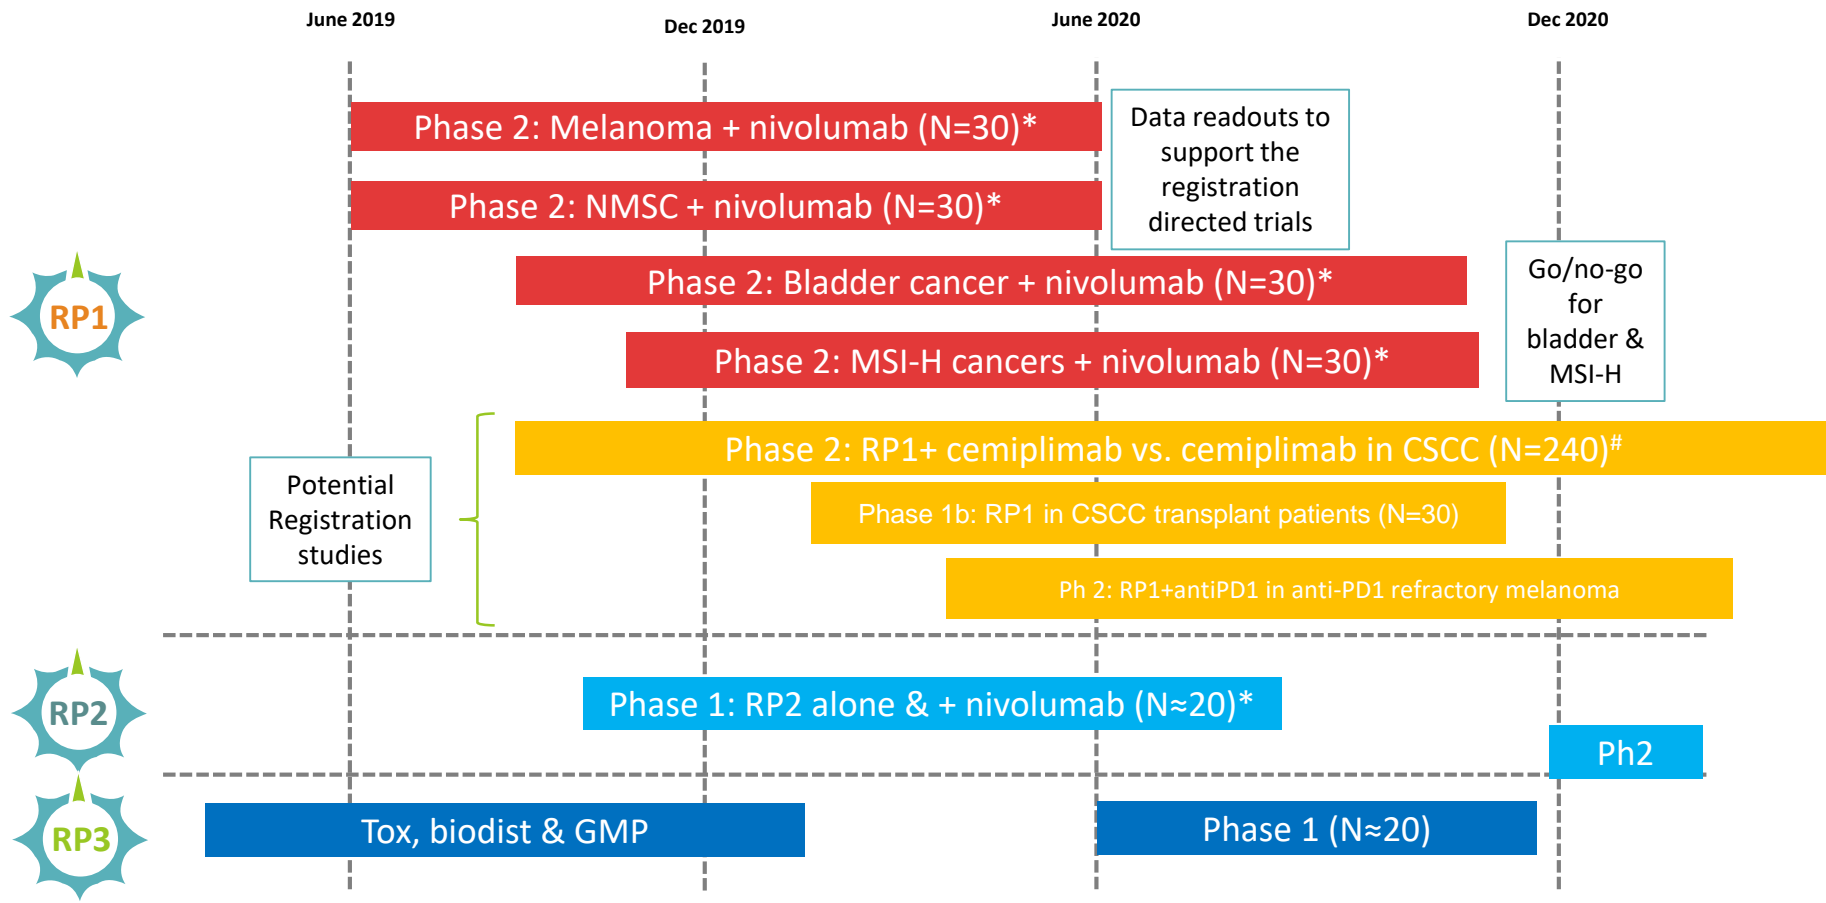 June 2019
Dec 2019
June 2020
Dec 2020
Phase 2: Melanoma + nivolumab (N=30)*
Data readouts to
support the
registration
directed trials
Phase 2: NMSC + nivolumab (N=30)*
Phase 2: Bladder cancer + nivolumab (N=30)*
Go/no-go
for
bladder &
MSI-H
RP1
Phase 2: MSI-H cancers + nivolumab (N=30)*
Phase 2: RP1+ cemiplimab vs. cemiplimab in CSCC (N=240)#
Potential
Registration
studies
Phase 1b: RP1 in CSCC transplant patients (N=30)
Ph 2: RP1+antiPD1 in anti-PD1 refractory melanoma
RP2
Phase 1: RP2 alone & + nivolumab (N≈20)*
Ph2
RP3
Tox, biodist & GMP
Phase 1 (N≈20)